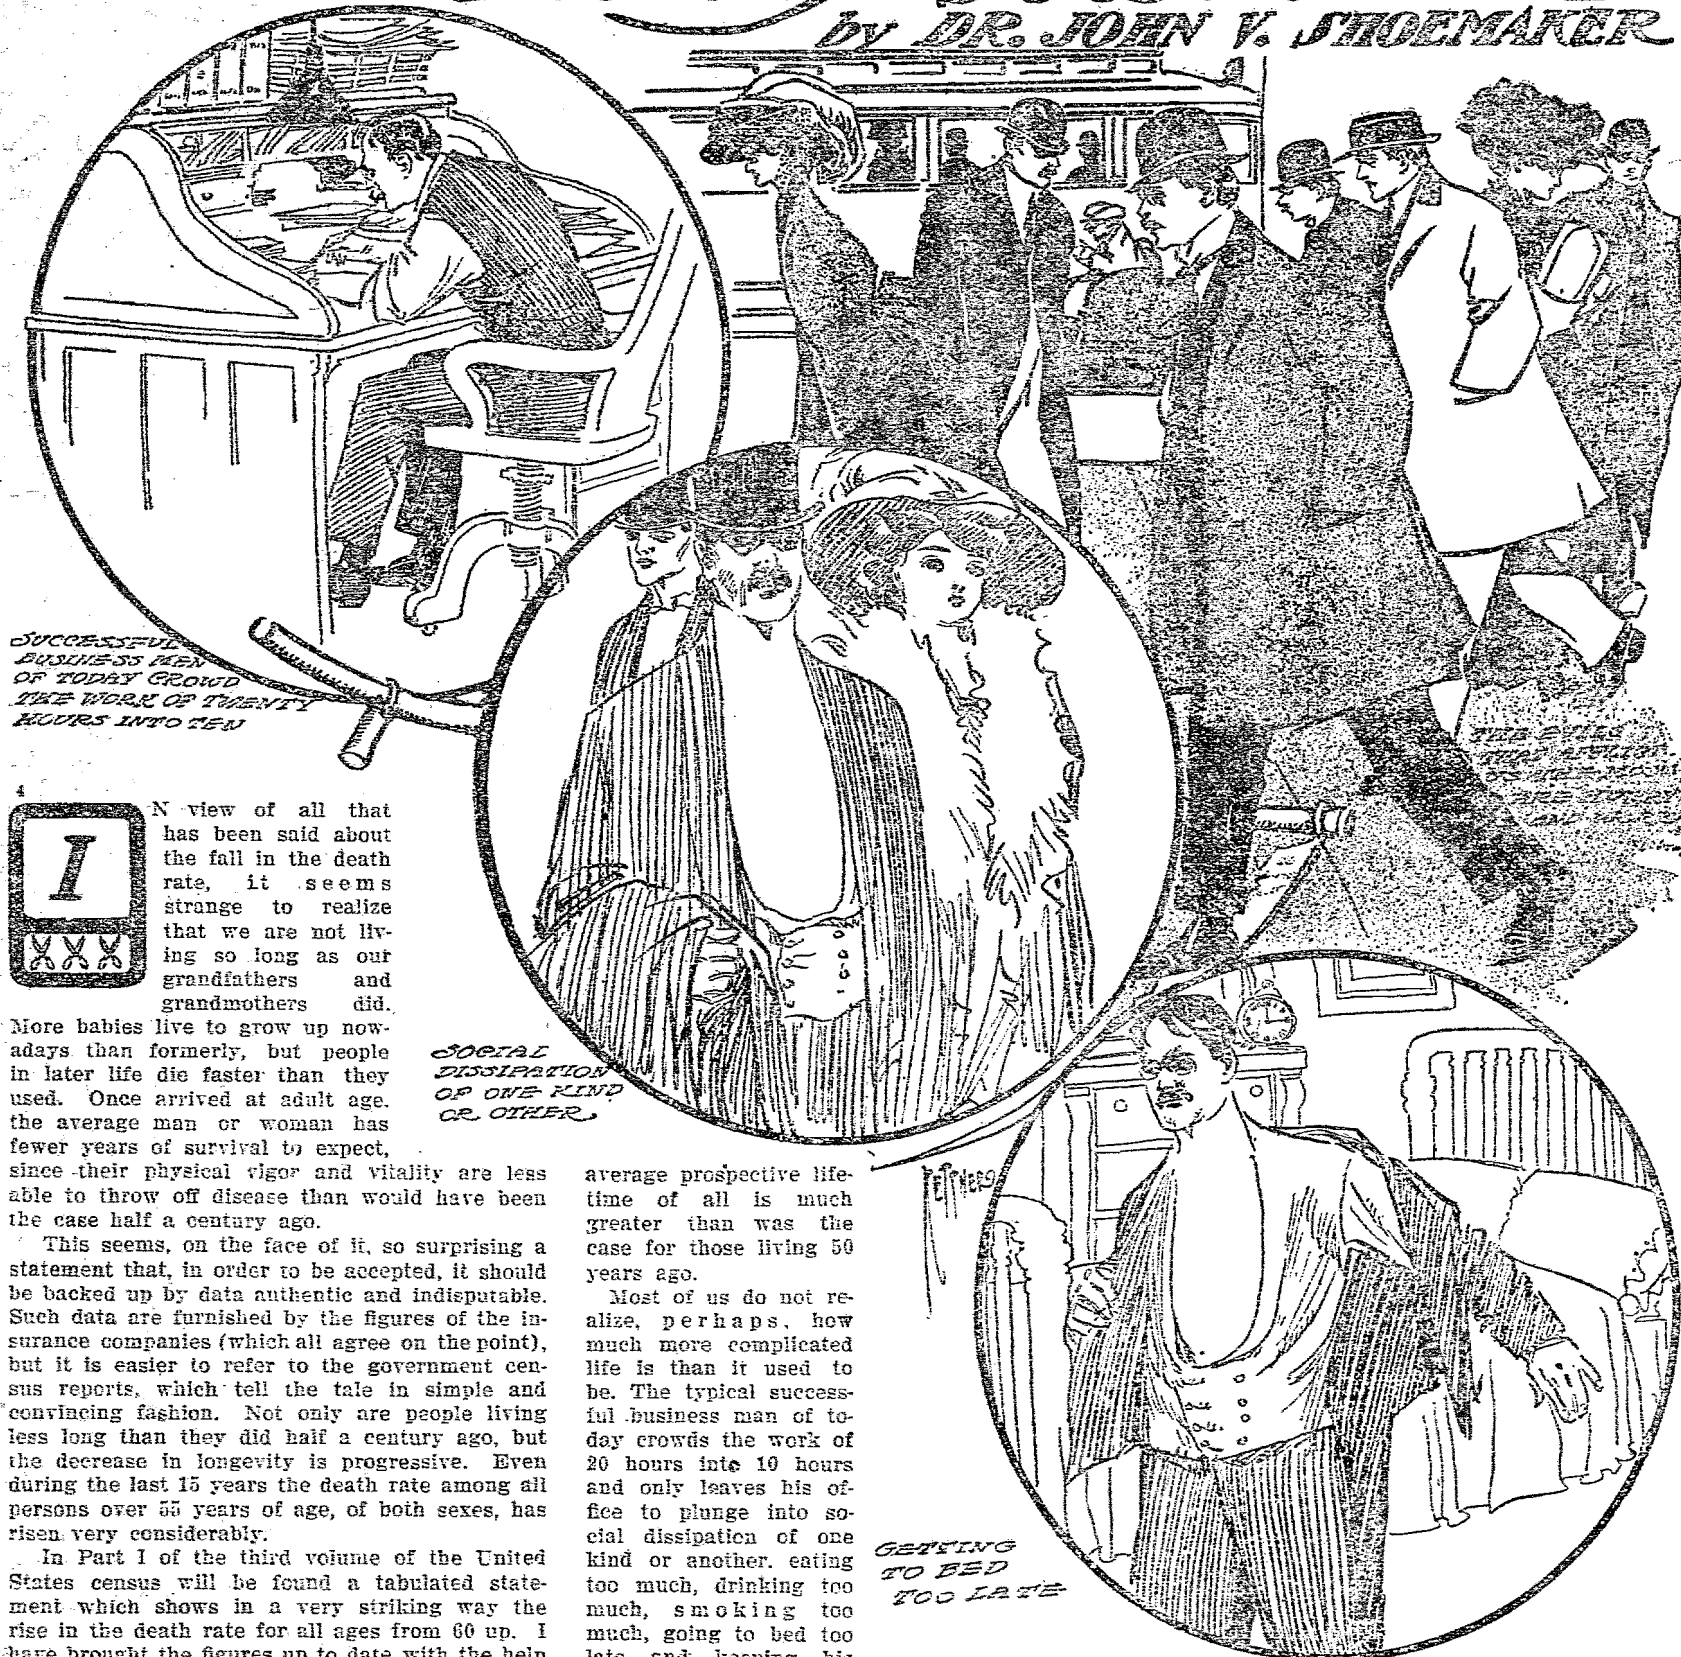 by DR. JOHN V. SHOEMAKER
SUCCESSFUL
BUSINESS MEN
OF TODAY CROWD
THE WORK OF TWENTY
HOURS INTO TEN
4
IN view of all that
has been said about
the fall in the death
rate, it seems
strange to realize
that we are not liv-
ing so long as our
grandfathers and
grandmothers did.
More babies live to grow up now-
adays than formerly, but people
in later life die faster than they
used. Once arrived at adult age,
the average man or woman has
fewer years of survival to expect,
since their physical vigor and vitality are less
able to throw off disease than would have been
the case half a century ago.
This seems, on the face of it, so surprising a
statement that, in order to be accepted, it should
be backed up by data authentic and indisputable.
Such data are furnished by the figures of the in-
surance companies (which all agree on the point),
but it is easier to refer to the government cen-
sus reports, which tell the tale in simple and
convincing fashion. Not only are people living
less long than they did half a century ago, but
the decrease in longevity is progressive. Even
during the last 15 years the death rate among all
persons over 55 years of age, of both sexes, has
risen very considerably.
In Part I of the third volume of the United
States census will be found a tabulated state-
ment which shows in a very striking way the
rise in the death rate for all ages from 60 up. I
have brought the figures up to date with the help
SOCIAL
DISSIPATION
OF ONE KIND
OR OTHER
average prospective life-
time of all is much
greater than was the
case for those living 50
years ago.
Most of us do not re-
alize, perhaps, how
much more complicated
life is than it used to
be. The typical success-
ful business man of to-
day crowds the work of
20 hours into 10 hours
and only leaves his of-
fice to plunge into so-
cial dissipation of one
kind or another, eating
too much, drinking too
much, smoking too
much, going to bed too
late and keeping his
GETTING
TO BED
TOO LATE